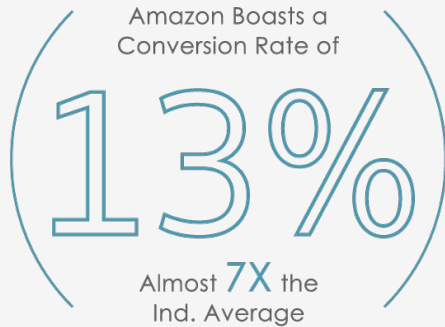 Amazon Boasts a
Conversion Rate of
13%
Almost 7X the
Ind. Average